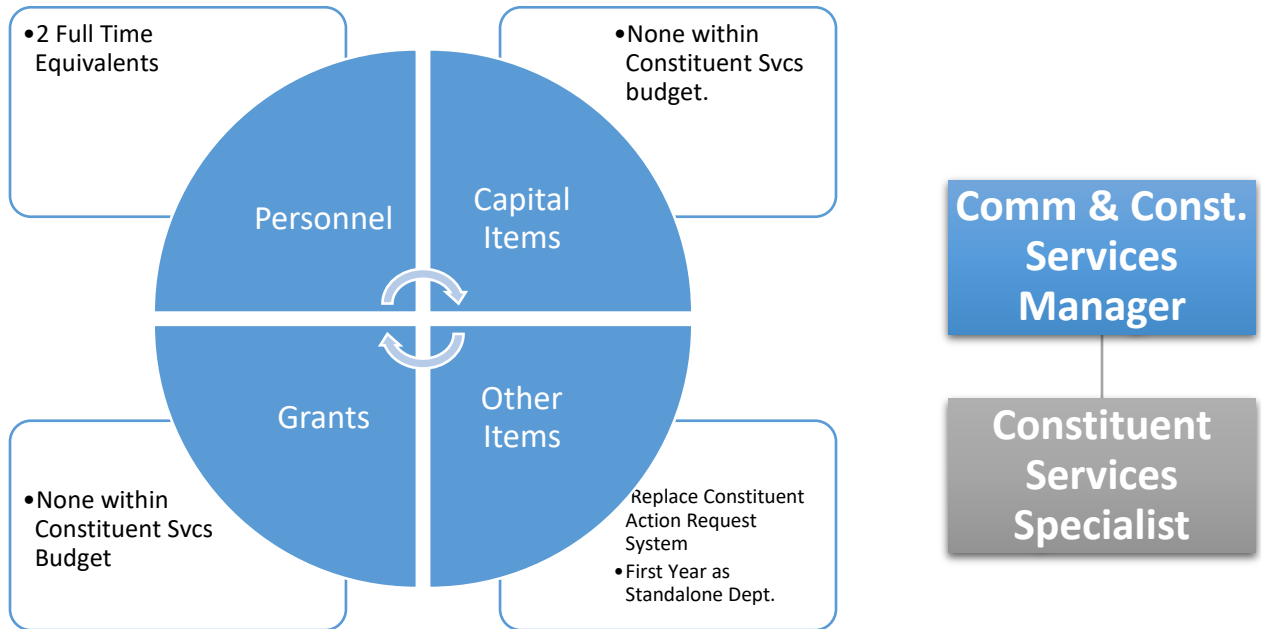 •2 Full Time
Equivalents
•None within
Constituent Svcs
budget.
Personnel
Capital
Items
Grants
Other
Items
•None within
Constituent Svcs
Budget
Replace Constituent
Action Request
System
•First Year as
Standalone Dept.
Comm & Const.
Services
Manager
Constituent
Services
Specialist